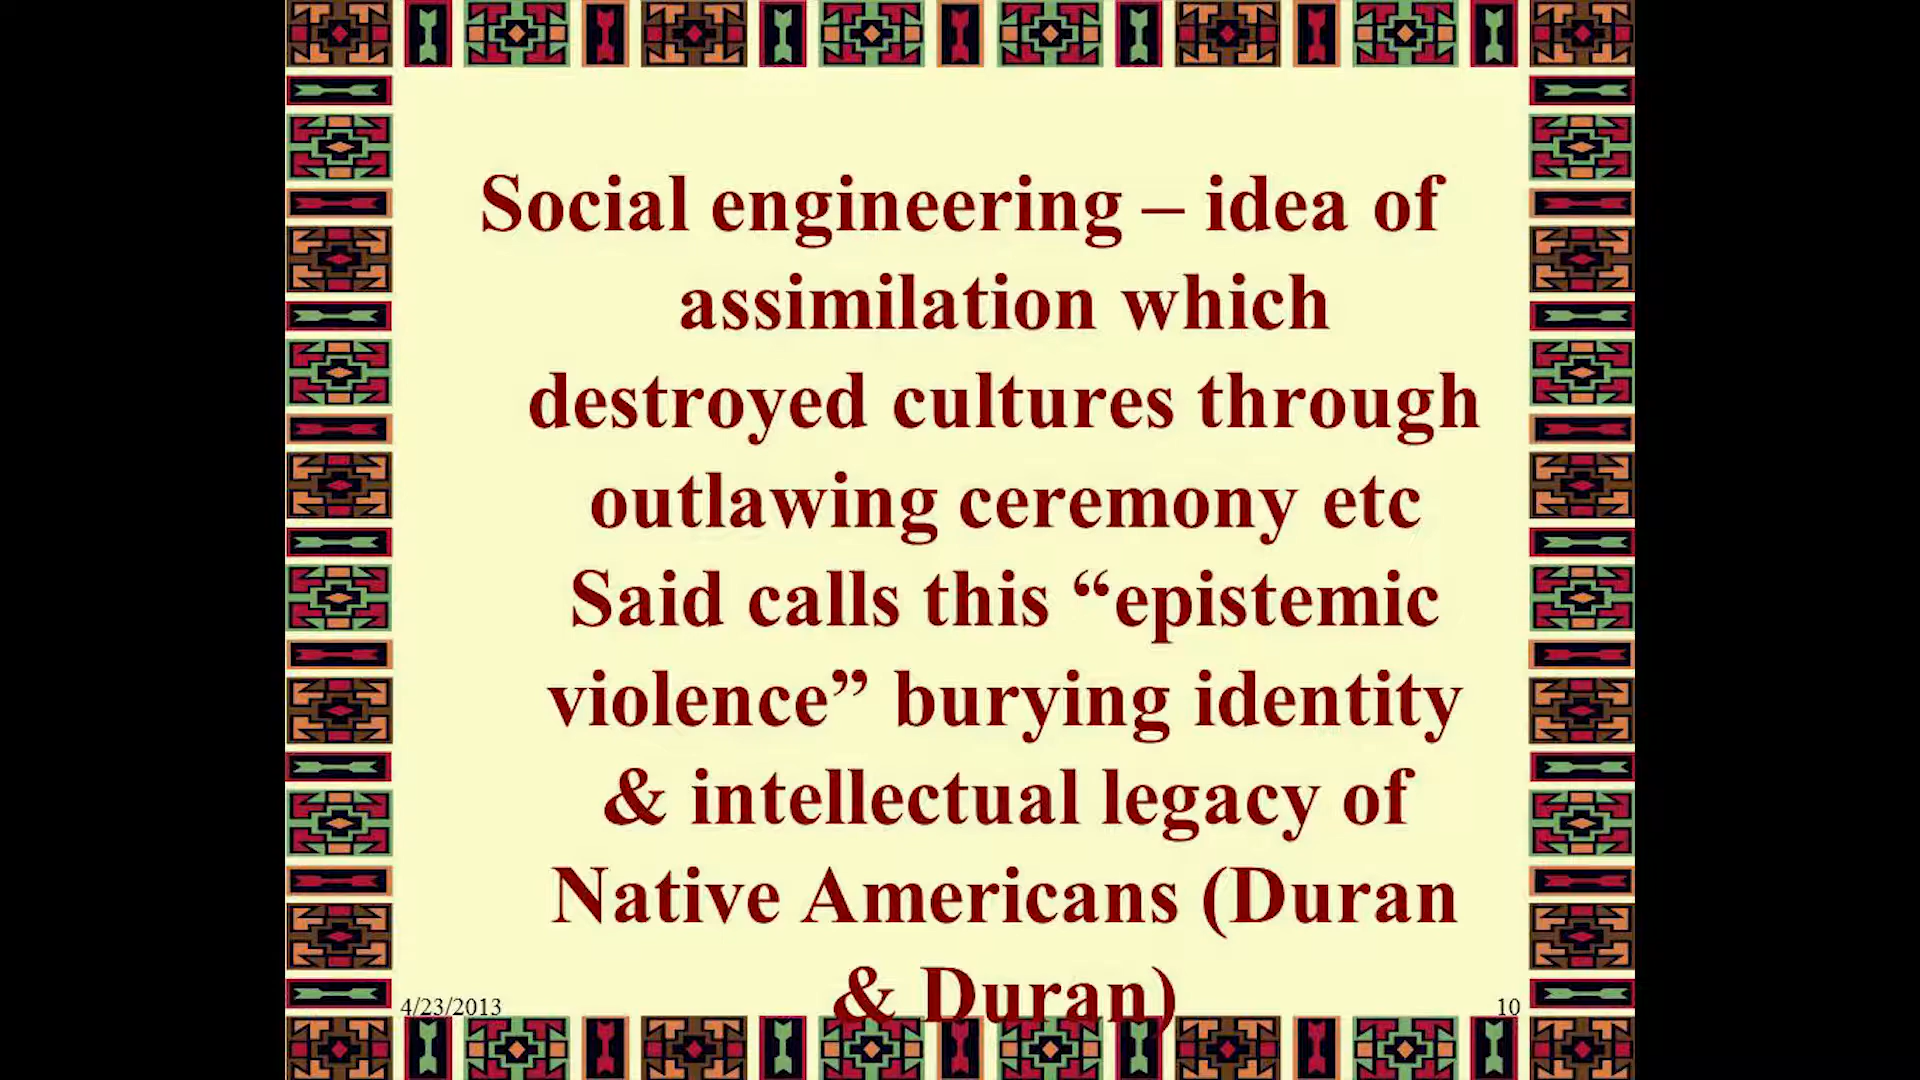 Social engineering – idea of
assimilation which
destroyed cultures through
outlawing ceremony etc
Said calls this “epistemic
violence” burying identity
& intellectual legacy of
Native Americans (Duran
& Duran)
4/23/2013
10